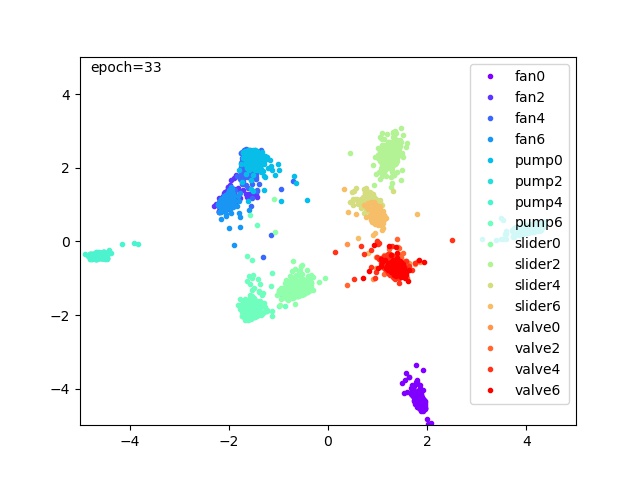 epoch=33
fan0
fan2
fan4
fan6
pump0
pump2
pump4
pump6
slider0
slider2
slider4
slider6
valve0
valve2
valve4
valve6
4
2
0
−2
−4
−4 −2 0 2 4